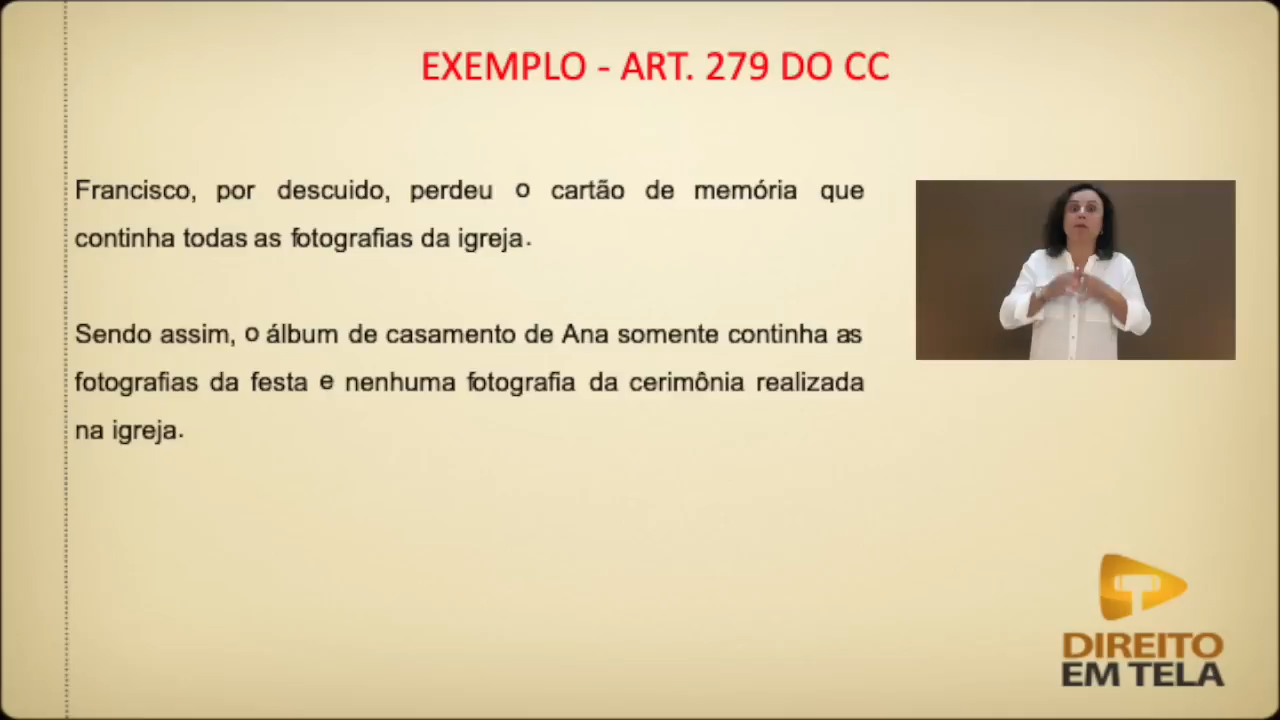 EXEMPLO - ART. 279 DO CC
Francisco, por descuido, perdeu o cartão de memória que
continha todas as fotografias da igreja.
Sendo assim, o álbum de casamento de Ana somente continha as
fotografias da festa e nenhuma fotografia da cerimônia realizada
na igreja.
DIREITO
EM TELA